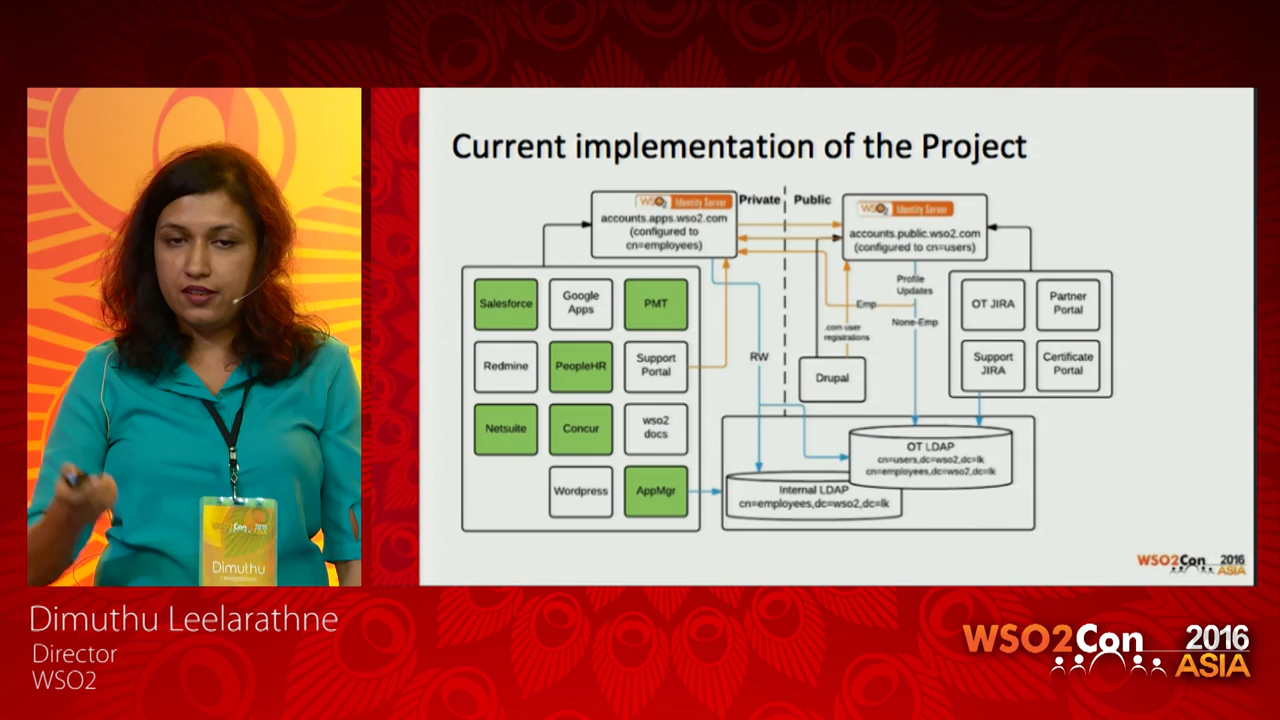 Current implementation of the Project
WSO2 Identity Server
accounts.apps.wso2.com
(configured to
cn=employees)
Private
Public
WSO2 Identity Server
accounts.public.wso2.com
(configured to cn=users)
Salesforce
Google
Apps
PMT
Redmine
PeopleHR
Support
Portal
Netsuite
Concur
wso2
docs
Wordpress
AppMgr
RW
.com user
registrations
Drupal
Emp
Profile
Updates
None-Emp
OT JIRA
Partner
Portal
Support
JIRA
Certificate
Portal
OT LDAP
cn=users,dc=wso2,dc=lk
cn=employees,dc=wso2,dc=lk
Internal LDAP
cn=employees,dc=wso2,dc=lk
WSO2Con 2016
ASIA
Dimuthu
Dimuthu Leelarathne
Director
WSO2
WSO2Con 2016
ASIA